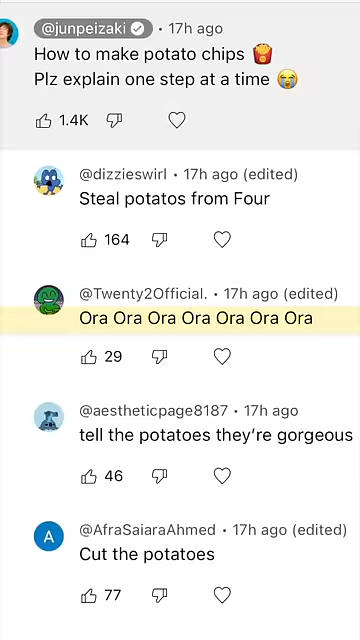 @junpeizaki • 17h ago
How to make potato chips 🍟
Plz explain one step at a time 😭
1.4K
@dizzieswirl • 17h ago (edited)
Steal potatos from Four
164
@Twenty2Official. • 17h ago (edited)
Ora Ora Ora Ora Ora Ora Ora
29
@aestheticpage8187 • 17h ago
tell the potatoes they’re gorgeous
46
A
@AfraSaiaraAhmed • 17h ago (edited)
Cut the potatoes
77